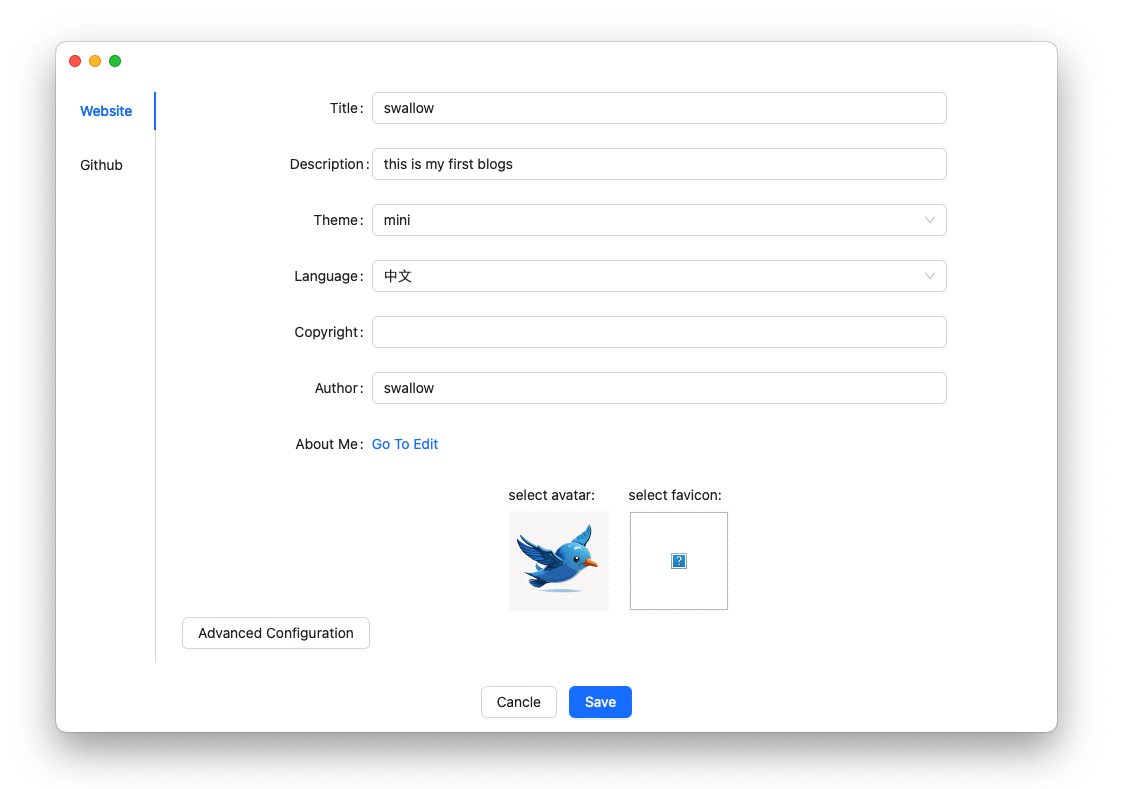 Website
Github
Title: swallow
Description: this is my first blogs
Theme: mini
Language: 中文
Copyright:
Author: swallow
About Me: Go To Edit
select avatar: select favicon:
?
Advanced Configuration
Cancle Save